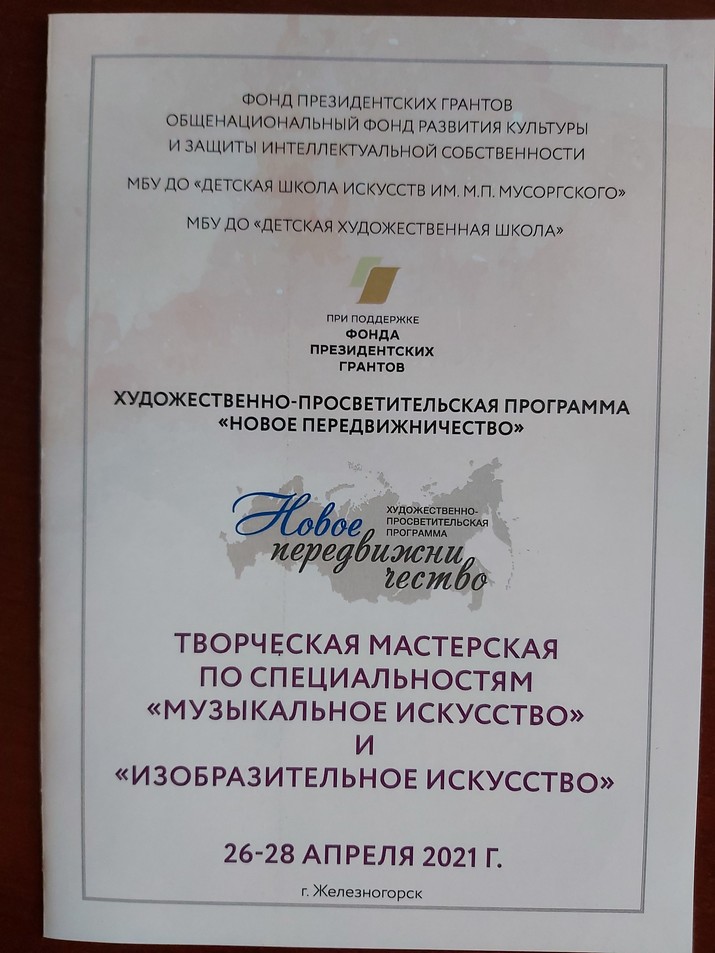 ФОНД ПРЕЗИДЕНТСКИХ ГРАНТОВ
ОБЩЕНАЦИОНАЛЬНЫЙ ФОНД РАЗВИТИЯ КУЛЬТУРЫ
И ЗАЩИТЫ ИНТЕЛЛЕКТУАЛЬНОЙ СОБСТВЕННОСТИ
МБУ ДО «ДЕТСКАЯ ШКОЛА ИСКУССТВ ИМ. М.П. МУСОРГСКОГО»
МБУ ДО «ДЕТСКАЯ ХУДОЖЕСТВЕННАЯ ШКОЛА»
ПРИ ПОДДЕРЖКЕ
ФОНДА
ПРЕЗИДЕНТСКИХ
ГРАНТОВ
ХУДОЖЕСТВЕННО-ПРОСВЕТИТЕЛЬСКАЯ ПРОГРАММА
«НОВОЕ ПЕРЕДВИЖНИЧЕСТВО»
Новое
передвижни
чество
ХУДОЖЕСТВЕННО-
ПРОСВЕТИТЕЛЬСКАЯ
ПРОГРАММА
ТВОРЧЕСКАЯ МАСТЕРСКАЯ
ПО СПЕЦИАЛЬНОСТЯМ
«МУЗЫКАЛЬНОЕ ИСКУССТВО»
И
«ИЗОБРАЗИТЕЛЬНОЕ ИСКУССТВО»
26-28 АПРЕЛЯ 2021 Г.
г. Железногорск